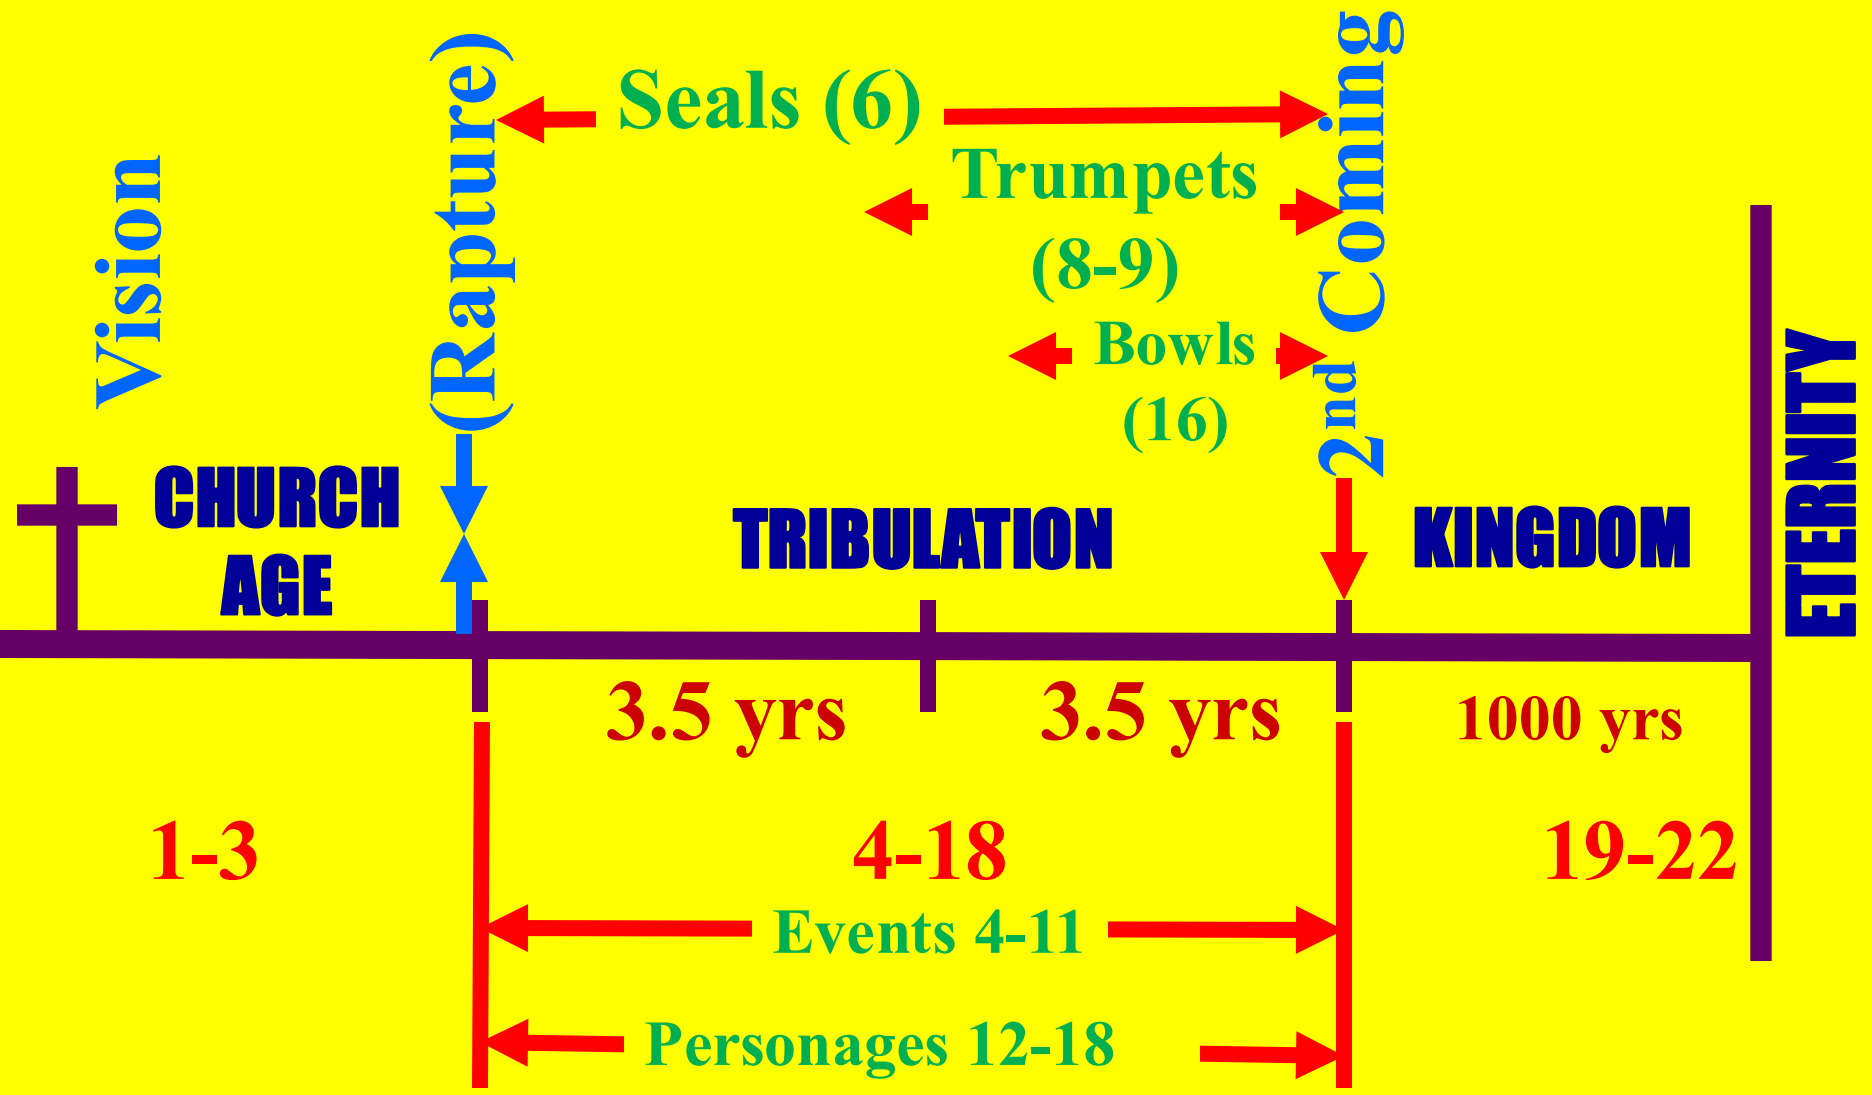 Vision
(Rapture)
Seals (6)
Trumpets
(8-9)
Bowls
(16)
2nd Coming
CHURCH
AGE
TRIBULATION
KINGDOM
ETERNITY
3.5 yrs
3.5 yrs
1000 yrs
1-3
4-18
19-22
Events 4-11
Personages 12-18